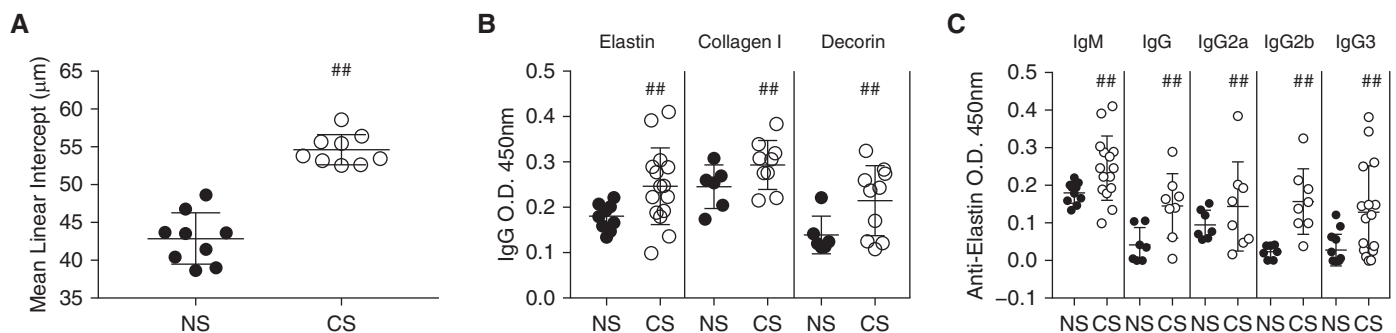 A
Mean Linear Intercept (μm)
65
60
55
50
45
40
35
##
NS
CS
B
Elastin
Collagen I
Decorin
IgG O.D. 450nm
0.5
0.4
0.3
0.2
0.1
0.0
##
##
##
NS CS NS CS NS CS
C
IgM
IgG
IgG2a
IgG2b
IgG3
Anti-Elastin O.D. 450nm
0.5
0.4
0.3
0.2
0.1
0.0
−0.1
##
##
##
##
##
NS CS NS CS NS CS NS CS NS CS